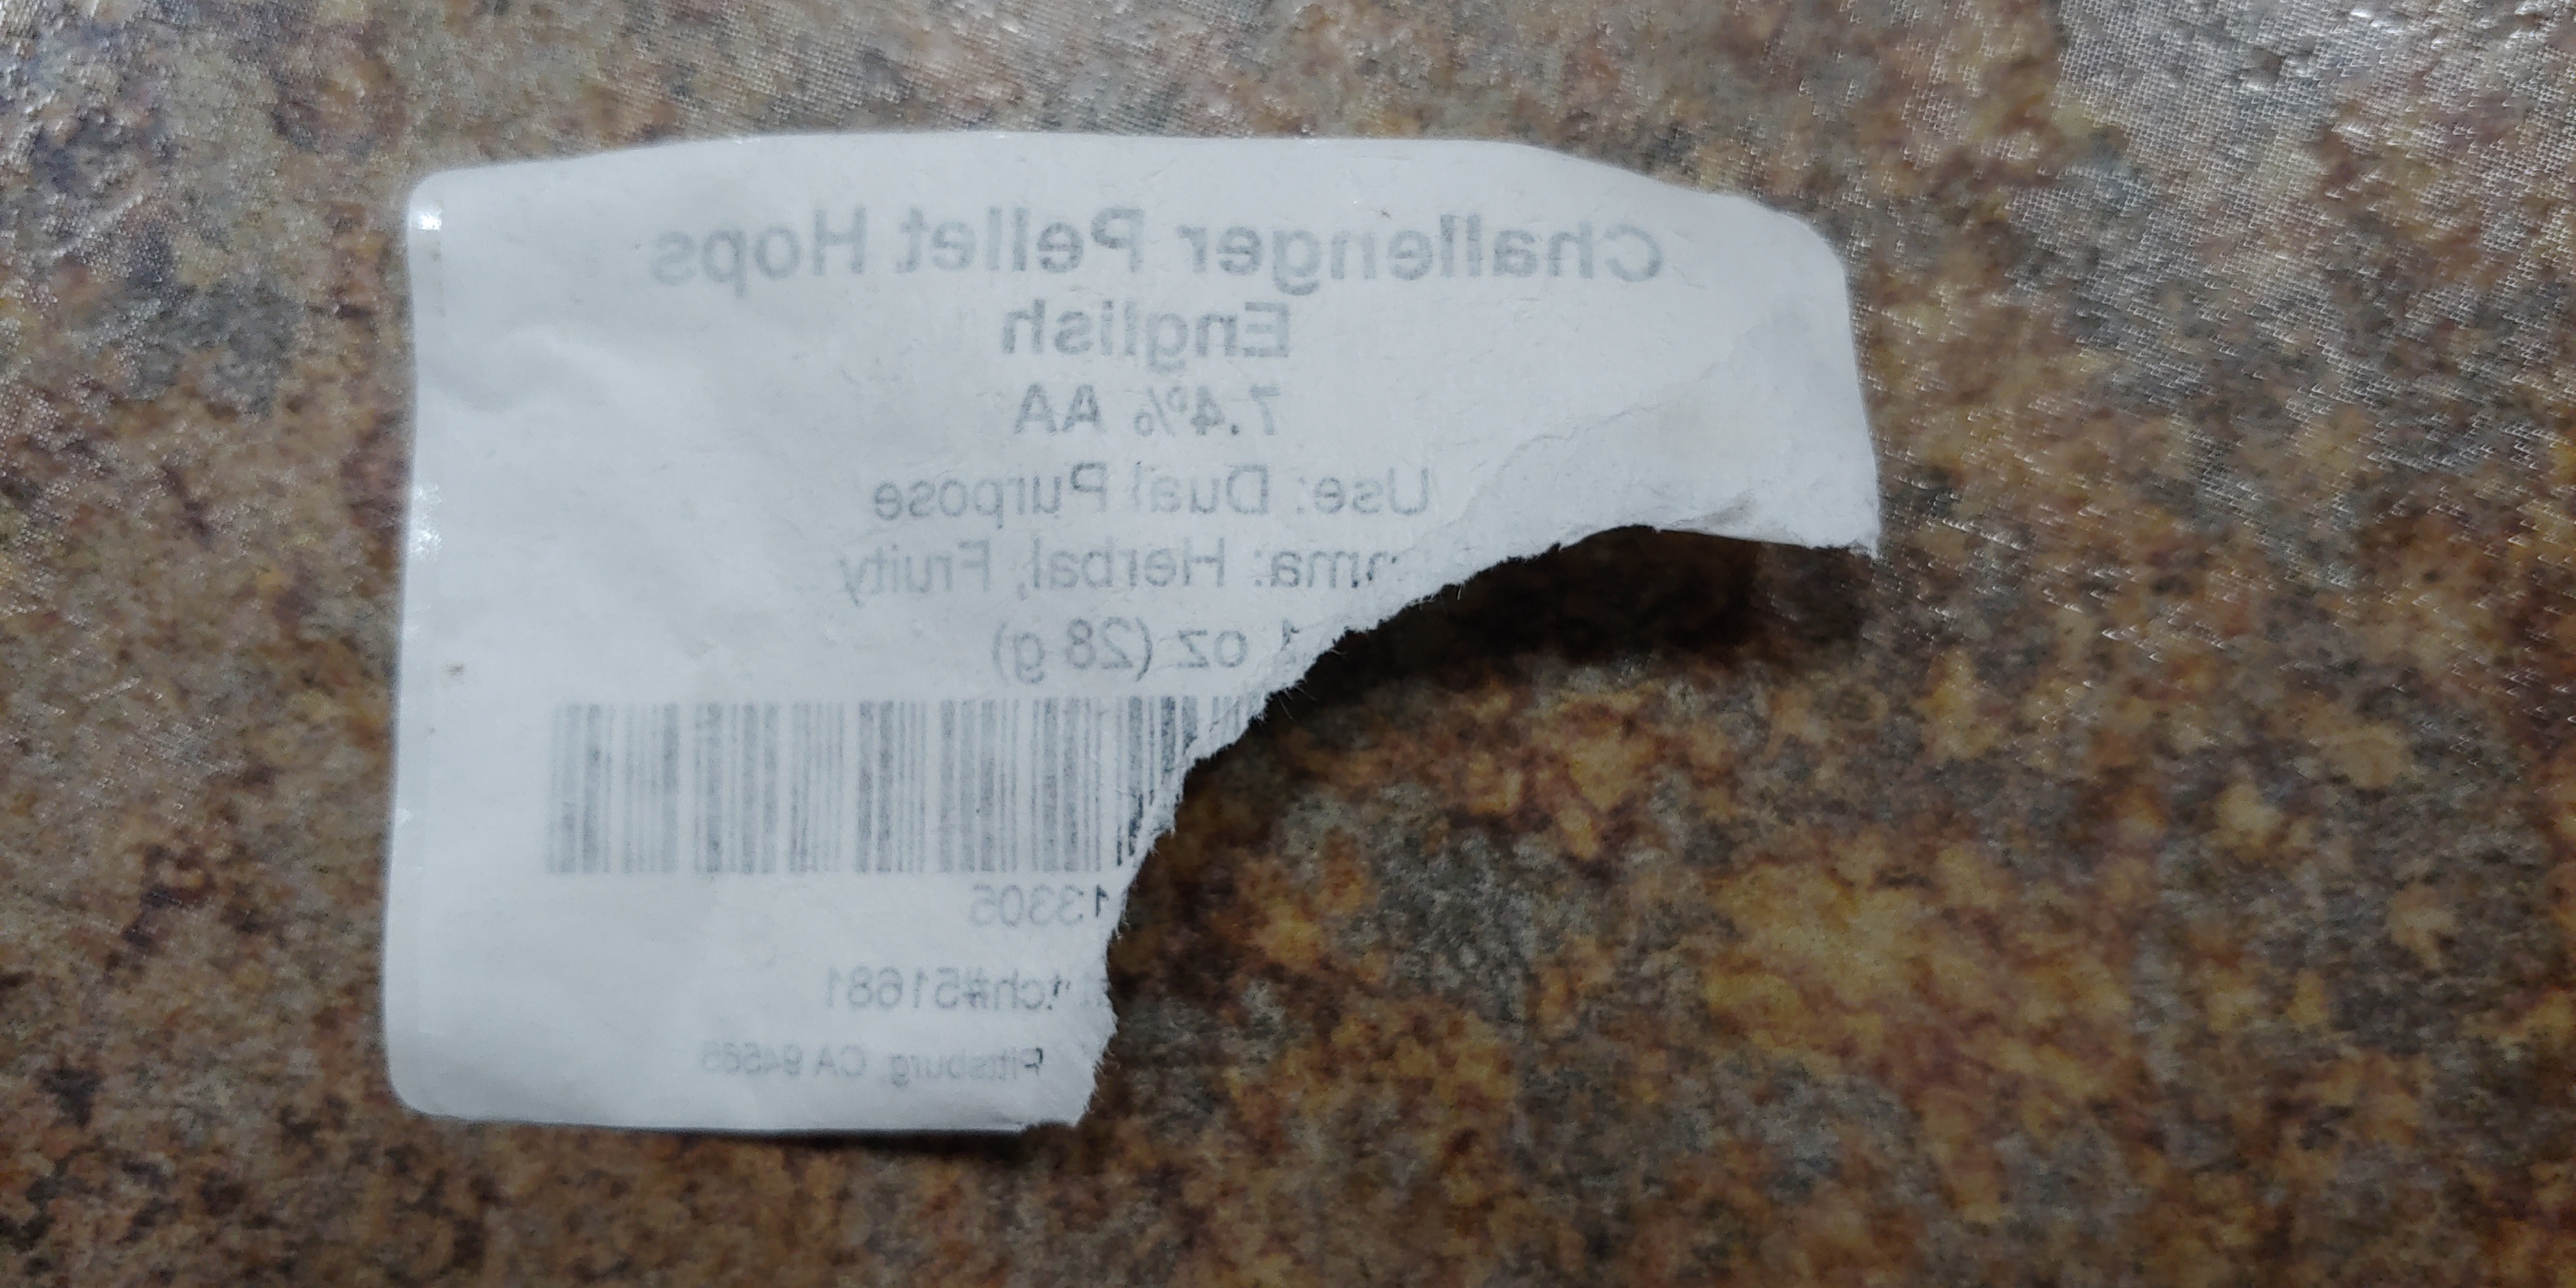 Challenger Pellet Hops
English
7.4% AA
Use: Dual Purpose
ma: Herbal, Fruity
1 oz (28 g)
13305
tch#51681
Pittsburg, CA 94565